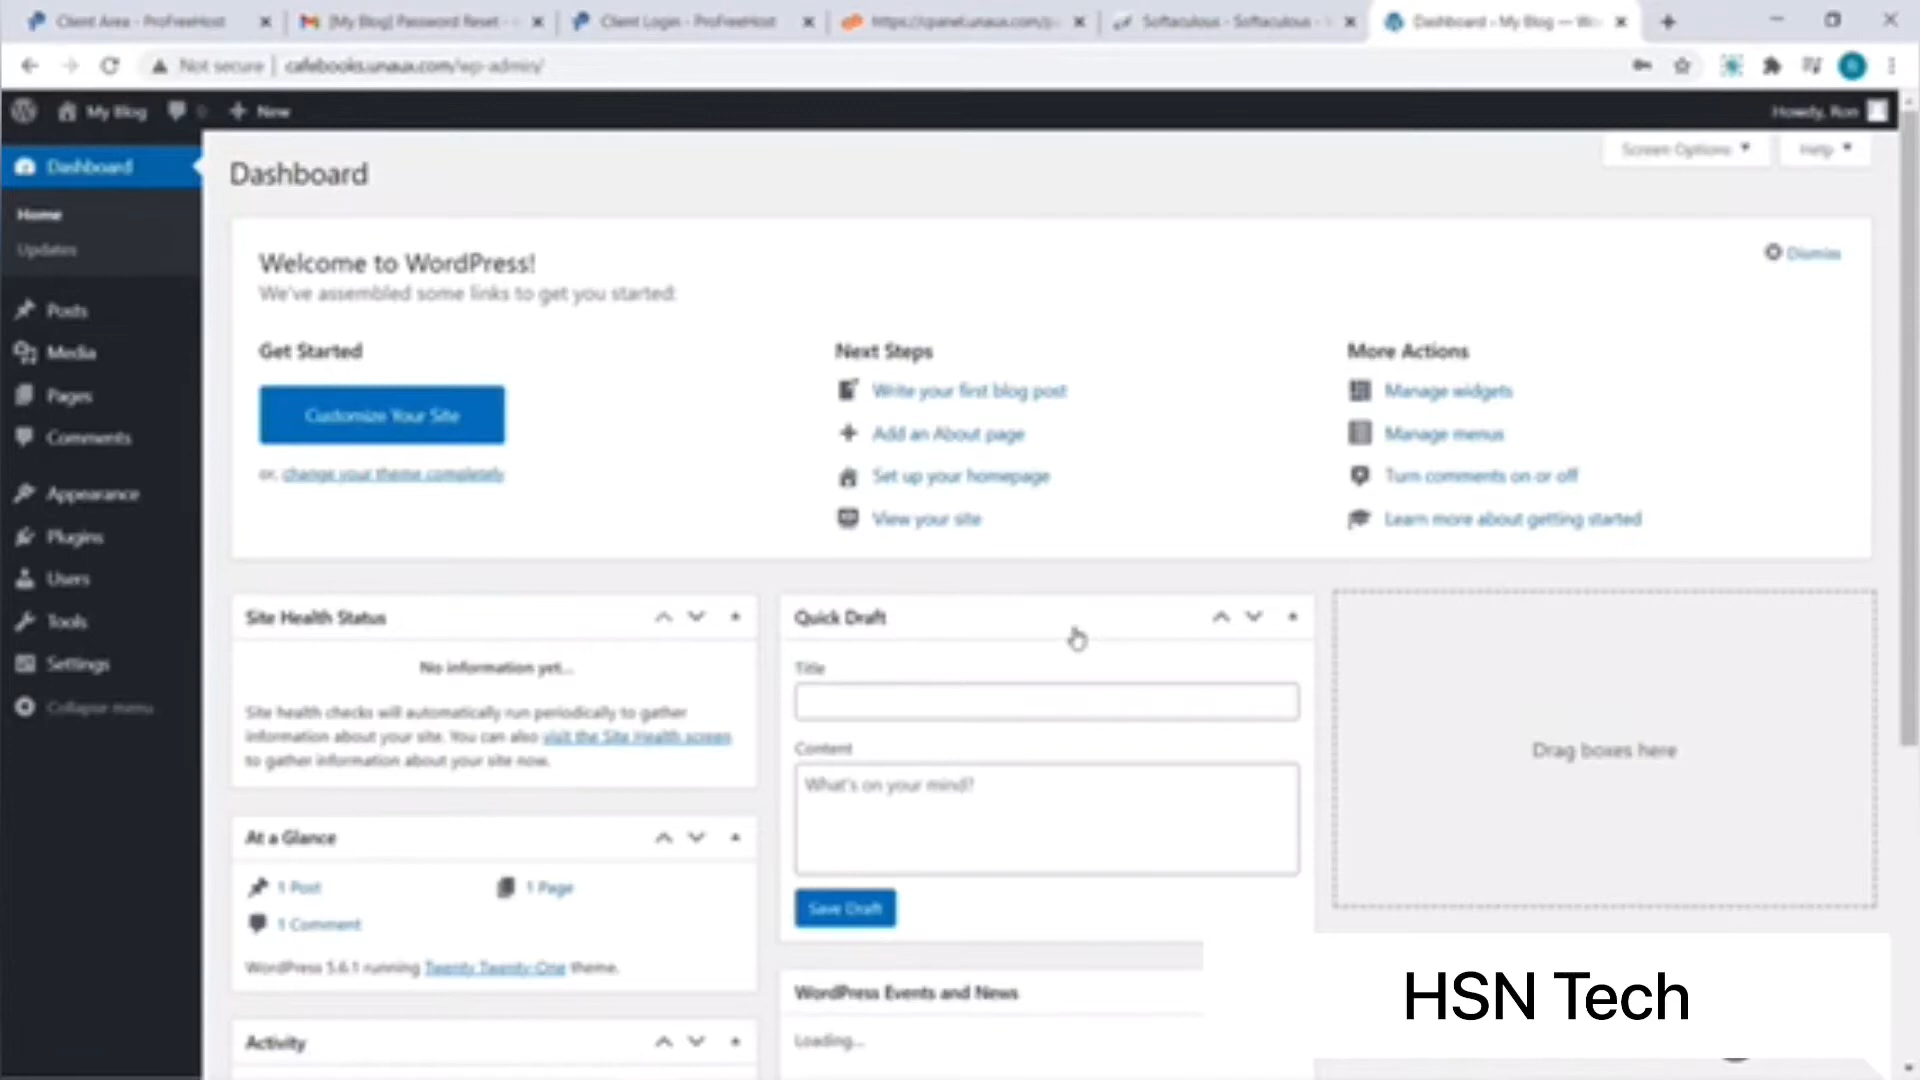 Client Area - ProFreeHost
[My Blog] Password Reset -
Client Login - ProFreeHost
https://cpanel.unaux.com/
Softaculous - Softaculous -
Dashboard ‹ My Blog —
Not secure | cafebooks.unaux.com/wp-admin/
My Blog 0 + New
Howdy, Ron
Dashboard
Home
Updates
Posts
Media
Pages
Comments
Appearance
Plugins
Users
Tools
Settings
Collapse menu
Dashboard
Screen Options
Help
Welcome to WordPress!
We've assembled some links to get you started:
Dismiss
Get Started
Customize Your Site
or, change your theme completely
Next Steps
Write your first blog post
Add an About page
Set up your homepage
View your site
More Actions
Manage widgets
Manage menus
Turn comments on or off
Learn more about getting started
Site Health Status
No information yet...
Site health checks will automatically run periodically to gather
information about your site. You can also visit the Site Health screen
to gather information about your site now.
At a Glance
1 Post
1 Page
1 Comment
WordPress 5.6.1 running Twenty Twenty-One theme.
Activity
Quick Draft
Title
Content
What's on your mind?
Save Draft
WordPress Events and News
Loading...
Drag boxes here
HSN Tech